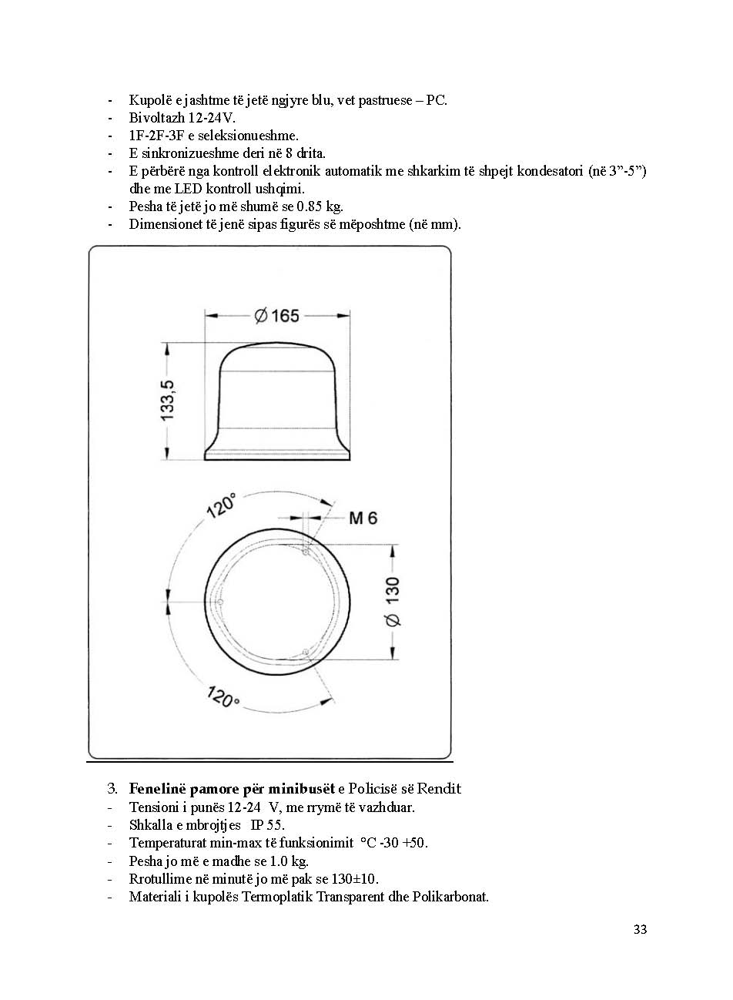 - Kupolë e jashtme të jetë ngjyre blu, vet pastruese – PC.
- Bivoltazh 12-24V.
- 1F-2F-3F e seleksionueshme.
- E sinkronizueshme deri në 8 drita.
- E përbërë nga kontroll elektronik automatik me shkarkim të shpejt kondesatori (në 3”-5”)
dhe me LED kontroll ushqimi.
- Pesha të jetë jo më shumë se 0.85 kg.
- Dimensionet të jenë sipas figurës së mëposhtme (në mm).
Ø 165
133,5
120°
M 6
Ø 130
120°
3. Fenelinë pamore për minibusët e Policisë së Rendit
- Tensioni i punës 12-24 V, me rrymë të vazhduar.
- Shkalla e mbrojtjes IP 55.
- Temperaturat min-max të funksionimit °C -30 +50.
- Pesha jo më e madhe se 1.0 kg.
- Rrotullime në minutë jo më pak se 130±10.
- Materiali i kupolës Termoplatik Transparent dhe Polikarbonat.
33